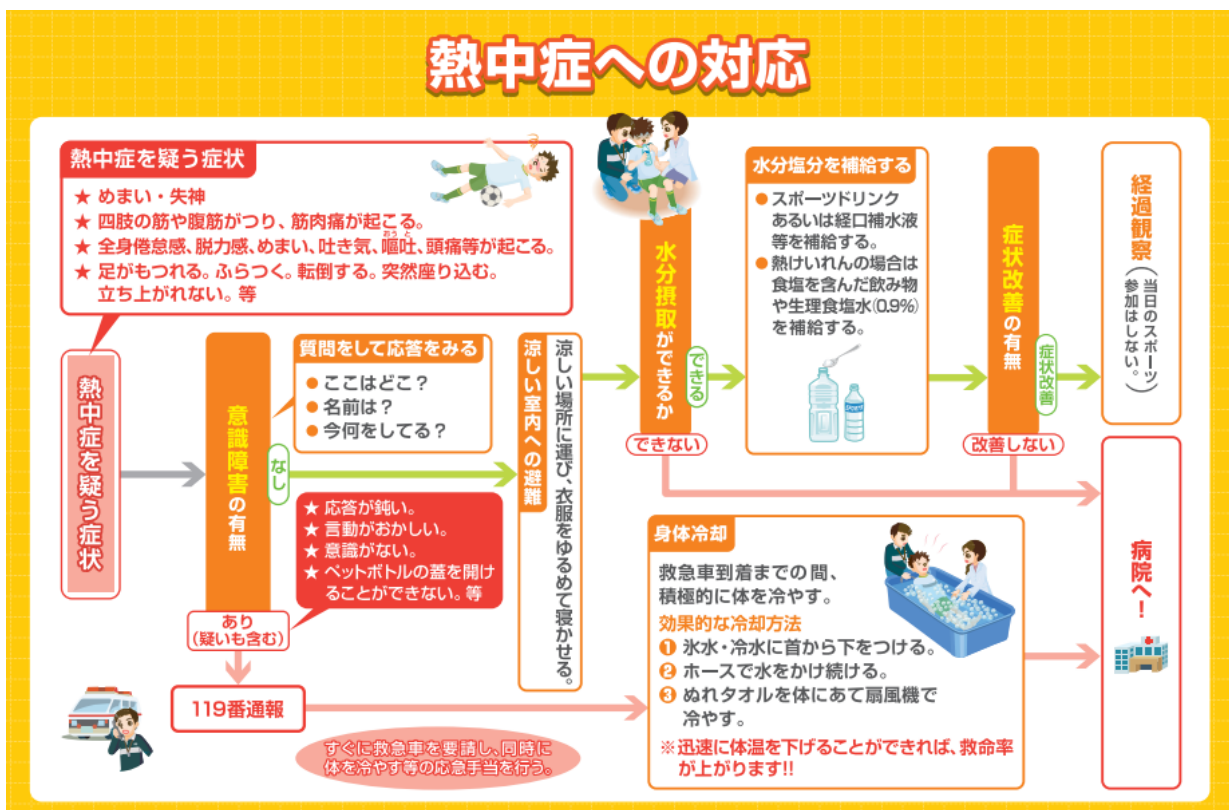 熱中症への対応
熱中症を疑う症状
★ めまい・失神
★ 四肢の筋や腹筋がつり、筋肉痛が起こる。
★ 全身倦怠感、脱力感、めまい、吐き気、嘔吐、頭痛等が起こる。
おう と
★ 足がもつれる。ふらつく。転倒する。突然座り込む。
立ち上がれない。等
熱中症を疑う症状
意識障害の有無
質問をして応答をみる
● ここはどこ？
● 名前は？
● 今何をしてる？
なし
★ 応答が鈍い。
★ 言動がおかしい。
★ 意識がない。
★ ペットボトルの蓋を開け
ることができない。等
あり
（疑いも含む）
119番通報
すぐに救急車を要請し、同時に
体を冷やす等の応急手当を行う。
涼しい室内への避難
涼しい場所に運び、衣服をゆるめて寝かせる。
水分摂取ができるか
できる
できない
水分塩分を補給する
● スポーツドリンク
あるいは経口補水液
等を補給する。
● 熱けいれんの場合は
食塩を含んだ飲み物
や生理食塩水（0.9%）
を補給する。
症状改善の有無
症状改善
改善しない
経過観察
（当日のスポーツ
参加はしない。）
身体冷却
救急車到着までの間、
積極的に体を冷やす。
効果的な冷却方法
❶ 氷水・冷水に首から下をつける。
❷ ホースで水をかけ続ける。
❸ ぬれタオルを体にあて扇風機で
冷やす。
※迅速に体温を下げることができれば、救命率
が上がります!!
病院へ！